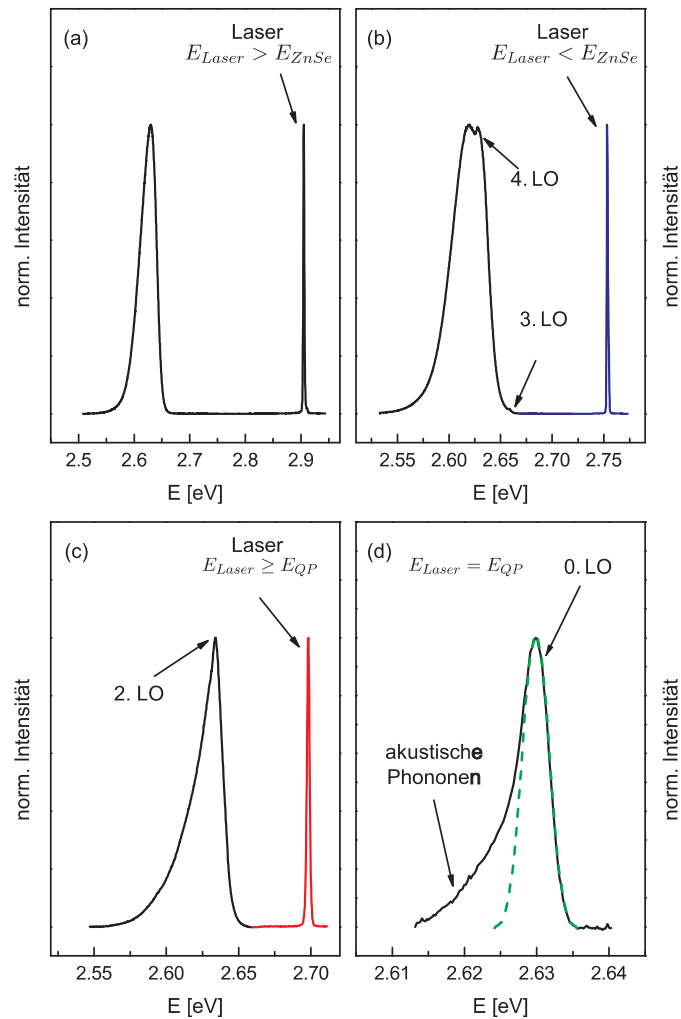 (a)
Laser
E_{Laser} > E_{ZnSe}
norm. Intensität
2.5 2.6 2.7 2.8 2.9
E [eV]
(b)
Laser
E_{Laser} < E_{ZnSe}
4. LO
3. LO
norm. Intensität
2.55 2.60 2.65 2.70 2.75
E [eV]
(c)
Laser
E_{Laser} ≥ E_{QP}
2. LO
norm. Intensität
2.55 2.60 2.65 2.70
E [eV]
(d)
E_{Laser} = E_{QP}
0. LO
akustische
Phononen
norm. Intensität
2.61 2.62 2.63 2.64
E [eV]